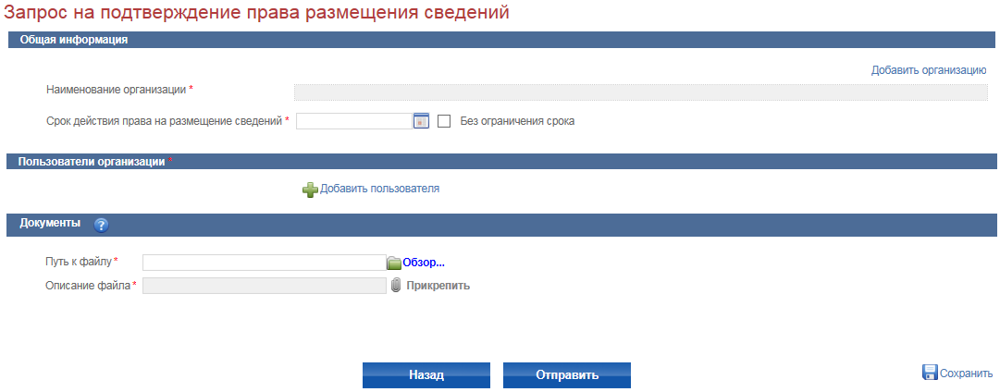 Запрос на подтверждение права размещения сведений
Общая информация
Добавить организацию
Наименование организации *
Срок действия права на размещение сведений * Без ограничения срока
Пользователи организации *
Добавить пользователя
Документы ?
Путь к файлу * Обзор...
Описание файла * Прикрепить
Назад Отправить Сохранить